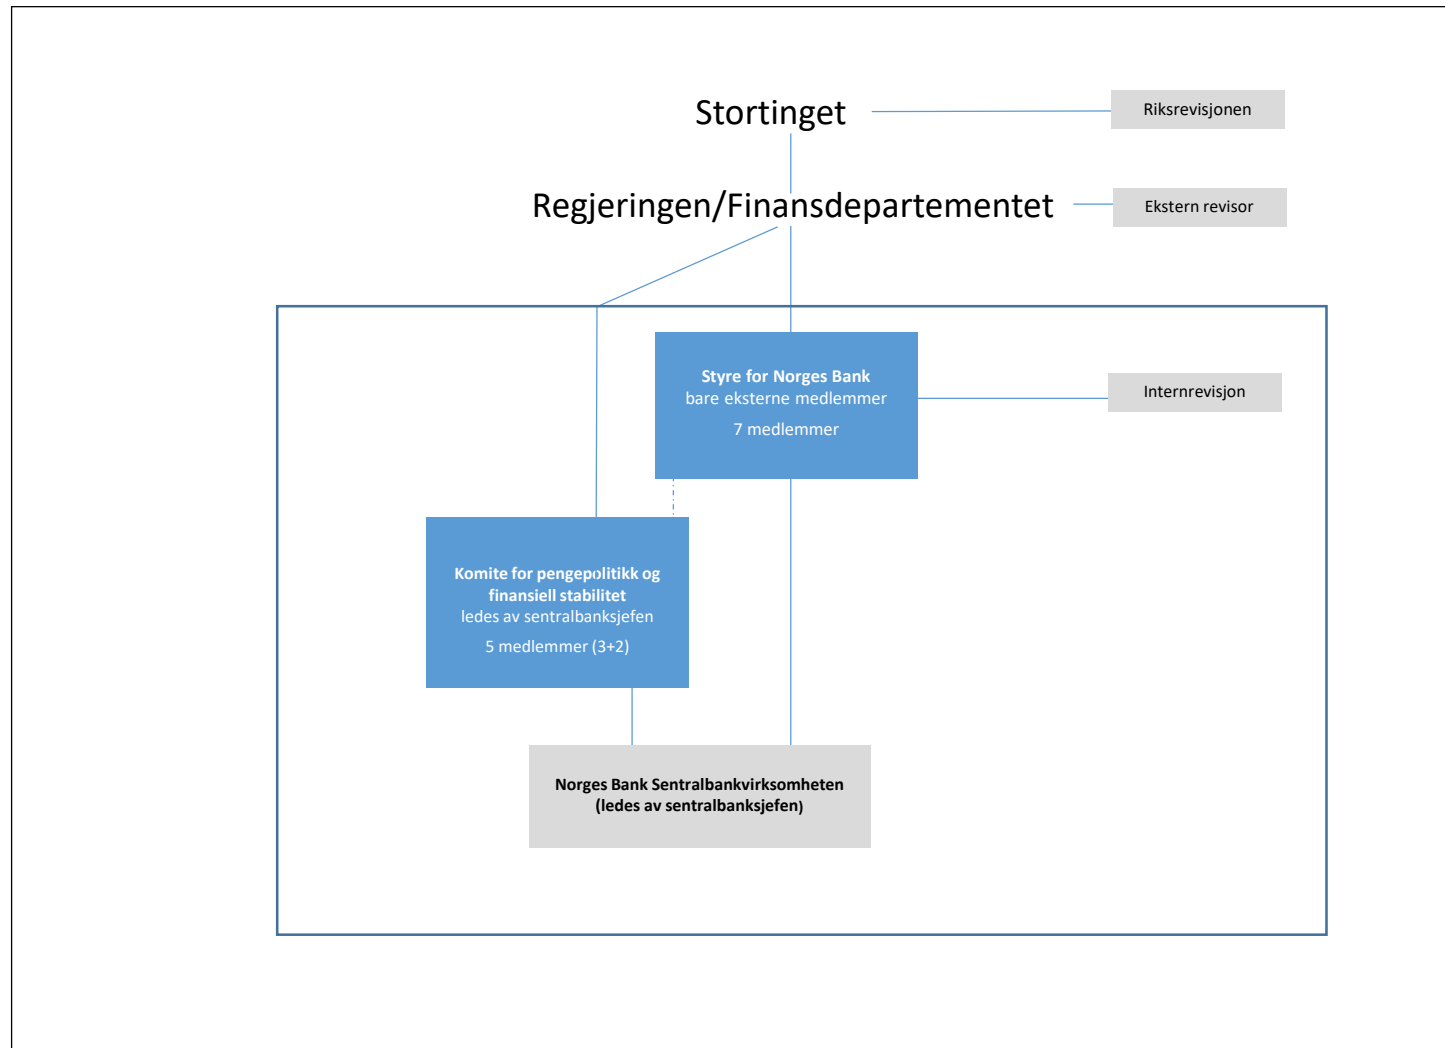 Stortinget
Riksrevisjonen
Regjeringen/Finansdepartementet
Ekstern revisor
Styre for Norges Bank
bare eksterne medlemmer
7 medlemmer
Internrevisjon
Komite for pengepolitikk og
finansiell stabilitet
ledes av sentralbanksjefen
5 medlemmer (3+2)
Norges Bank Sentralbankvirksomheten
(ledes av sentralbanksjefen)